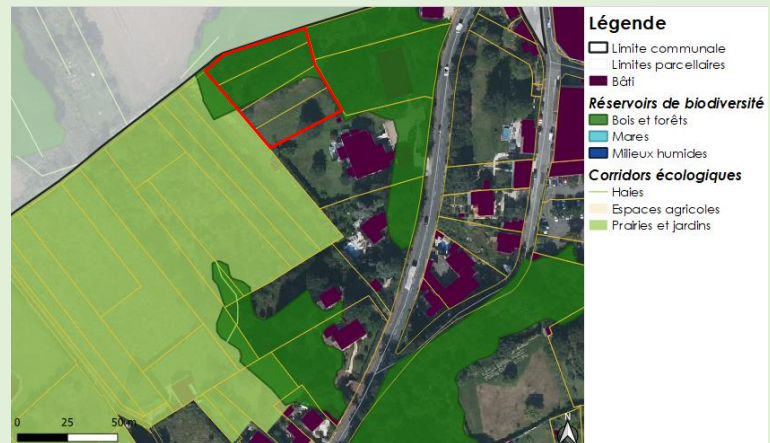 Légende
Limite communale
Limites parcellaires
Bâti
Réservoirs de biodiversité
Bois et forêts
Mares
Milieux humides
Corridors écologiques
Haies
Espaces agricoles
Prairies et jardins
0 25 50 m
N